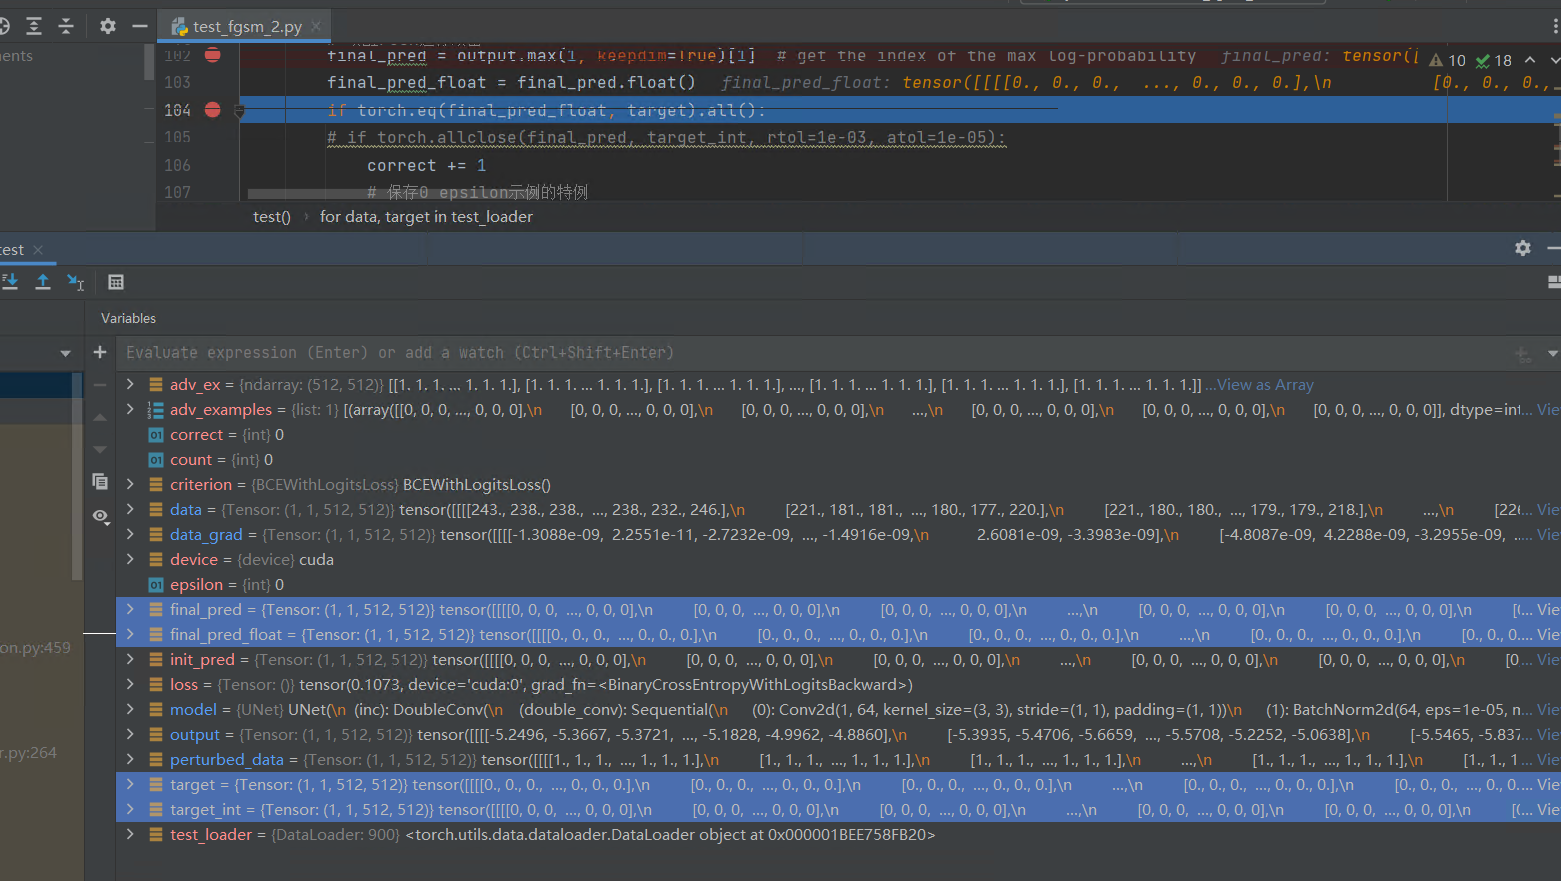 test_fgsm_2.py
ents
102 final_pred = output.max(1, keepdim=True)[1] # get the index of the max log-probability final_pred: tensor([ 10 18
103 final_pred_float = final_pred.float() final_pred_float: tensor([[[[0., 0., 0., ..., 0., 0., 0.],\n [0., 0., 0.,
104 if torch.eq(final_pred_float, target).all():
105 # if torch.allclose(final_pred, target_int, rtol=1e-03, atol=1e-05):
106 correct += 1
107 # 保存0 epsilon示例的特例
test() › for data, target in test_loader
test
Variables
Evaluate expression (Enter) or add a watch (Ctrl+Shift+Enter)
adv_ex = {ndarray: (512, 512)} [[1. 1. 1. ... 1. 1. 1.], [1. 1. 1. ... 1. 1. 1.], [1. 1. 1. ... 1. 1. 1.], ..., [1. 1. 1. ... 1. 1. 1.], [1. 1. 1. ... 1. 1. 1.], [1. 1. 1. ... 1. 1. 1.]] ...View as Array
adv_examples = {list: 1} [(array([[0, 0, 0, ..., 0, 0, 0],\n [0, 0, 0, ..., 0, 0, 0],\n [0, 0, 0, ..., 0, 0, 0],\n ...,\n [0, 0, 0, ..., 0, 0, 0],\n [0, 0, 0, ..., 0, 0, 0],\n [0, 0, 0, ..., 0, 0, 0]], dtype=int... Vie
01 correct = {int} 0
01 count = {int} 0
criterion = {BCEWithLogitsLoss} BCEWithLogitsLoss()
data = {Tensor: (1, 1, 512, 512)} tensor([[[[243., 238., 238., ..., 238., 232., 246.],\n [221., 181., 181., ..., 180., 177., 220.],\n [221., 180., 180., ..., 179., 179., 218.],\n ...,\n [226... Vie
data_grad = {Tensor: (1, 1, 512, 512)} tensor([[[[-1.3088e-09, 2.2551e-11, -2.7232e-09, ..., -1.4916e-09,\n 2.6081e-09, -3.3983e-09],\n [-4.8087e-09, 4.2288e-09, -3.2955e-09, ...... Vie
device = {device} cuda
01 epsilon = {int} 0
final_pred = {Tensor: (1, 1, 512, 512)} tensor([[[[0, 0, 0, ..., 0, 0, 0],\n [0, 0, 0, ..., 0, 0, 0],\n [0, 0, 0, ..., 0, 0, 0],\n ...,\n [0, 0, 0, ..., 0, 0, 0],\n [0, 0, 0, ..., 0, 0, 0],\n [0... Vie
final_pred_float = {Tensor: (1, 1, 512, 512)} tensor([[[[0., 0., 0., ..., 0., 0., 0.],\n [0., 0., 0., ..., 0., 0., 0.],\n [0., 0., 0., ..., 0., 0., 0.],\n ...,\n [0., 0., 0., ..., 0., 0., 0.],\n [0., 0., 0.... Vie
on.py:459
init_pred = {Tensor: (1, 1, 512, 512)} tensor([[[[0, 0, 0, ..., 0, 0, 0],\n [0, 0, 0, ..., 0, 0, 0],\n [0, 0, 0, ..., 0, 0, 0],\n ...,\n [0, 0, 0, ..., 0, 0, 0],\n [0, 0, 0, ..., 0, 0, 0],\n [0... Vie
loss = {Tensor: ()} tensor(0.1073, device='cuda:0', grad_fn=<BinaryCrossEntropyWithLogitsBackward>)
model = {UNet} UNet(\n (inc): DoubleConv(\n (double_conv): Sequential(\n (0): Conv2d(1, 64, kernel_size=(3, 3), stride=(1, 1), padding=(1, 1))\n (1): BatchNorm2d(64, eps=1e-05, m... Vie
output = {Tensor: (1, 1, 512, 512)} tensor([[[[-5.2496, -5.3667, -5.3721, ..., -5.1828, -4.9962, -4.8860],\n [-5.3935, -5.4706, -5.6659, ..., -5.5708, -5.2252, -5.0638],\n [-5.5465, -5.837... Vie
r.py:264
perturbed_data = {Tensor: (1, 1, 512, 512)} tensor([[[[1., 1., 1., ..., 1., 1., 1.],\n [1., 1., 1., ..., 1., 1., 1.],\n [1., 1., 1., ..., 1., 1., 1.],\n ...,\n [1., 1., 1., ..., 1., 1., 1.],\n [1., 1., 1.... Vie
target = {Tensor: (1, 1, 512, 512)} tensor([[[[0., 0., 0., ..., 0., 0., 0.],\n [0., 0., 0., ..., 0., 0., 0.],\n [0., 0., 0., ..., 0., 0., 0.],\n ...,\n [0., 0., 0., ..., 0., 0., 0.],\n [0., 0., 0., ..., 0.... Vie
target_int = {Tensor: (1, 1, 512, 512)} tensor([[[[0, 0, 0, ..., 0, 0, 0],\n [0, 0, 0, ..., 0, 0, 0],\n [0, 0, 0, ..., 0, 0, 0],\n ...,\n [0, 0, 0, ..., 0, 0, 0],\n [0, 0, 0, ..., 0, 0, 0],\n [0... Vie
test_loader = {DataLoader: 900} <torch.utils.data.dataloader.DataLoader object at 0x000001BEE758FB20>